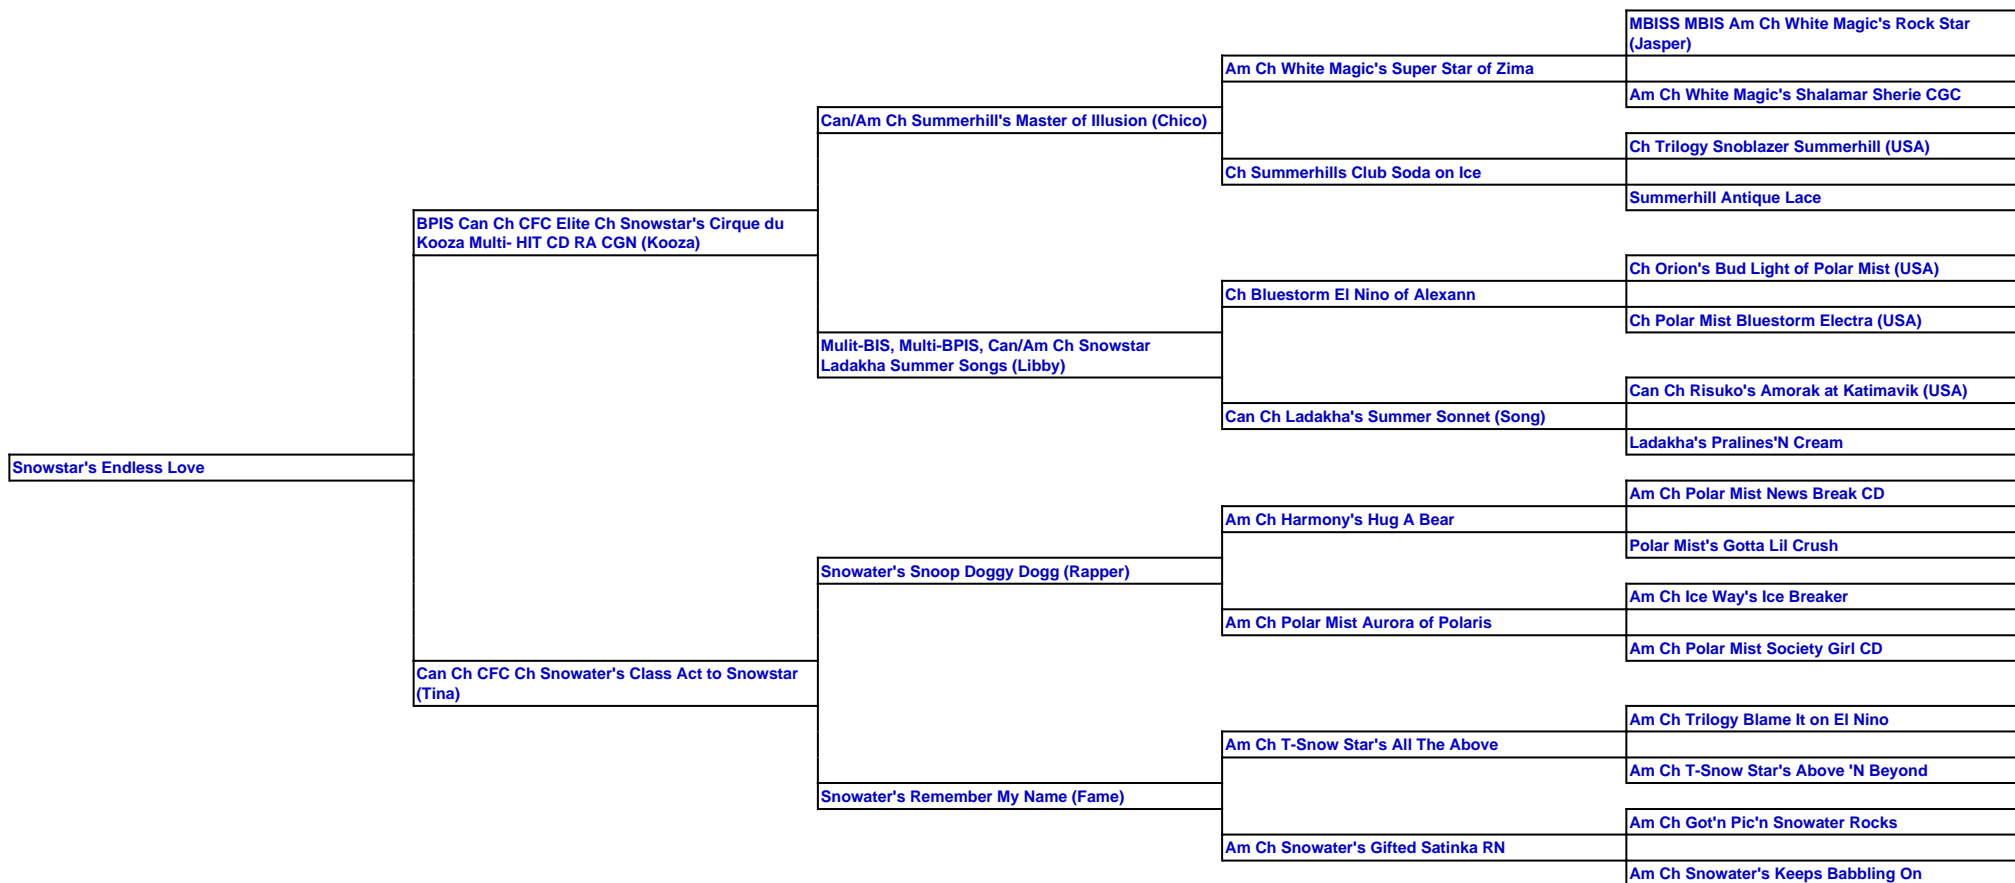 MBISS MBIS Am Ch White Magic's Rock Star
(Jasper)
Am Ch White Magic's Super Star of Zima
Am Ch White Magic's Shalamar Sherie CGC
Can/Am Ch Summerhill's Master of Illusion (Chico)
Ch Trilogy Snoblazer Summerhill (USA)
Ch Summerhills Club Soda on Ice
Summerhill Antique Lace
BPIS Can Ch CFC Elite Ch Snowstar's Cirque du
Kooza Multi- HIT CD RA CGN (Kooza)
Ch Orion's Bud Light of Polar Mist (USA)
Ch Bluestorm El Nino of Alexann
Ch Polar Mist Bluestorm Electra (USA)
Mulit-BIS, Multi-BPIS, Can/Am Ch Snowstar
Ladakha Summer Songs (Libby)
Can Ch Risuko's Amorak at Katimavik (USA)
Can Ch Ladakha's Summer Sonnet (Song)
Ladakha's Pralines'N Cream
Snowstar's Endless Love
Am Ch Polar Mist News Break CD
Am Ch Harmony's Hug A Bear
Polar Mist's Gotta Lil Crush
Snowater's Snoop Doggy Dogg (Rapper)
Am Ch Ice Way's Ice Breaker
Am Ch Polar Mist Aurora of Polaris
Am Ch Polar Mist Society Girl CD
Can Ch CFC Ch Snowater's Class Act to Snowstar
(Tina)
Am Ch Trilogy Blame It on El Nino
Am Ch T-Snow Star's All The Above
Am Ch T-Snow Star's Above 'N Beyond
Snowater's Remember My Name (Fame)
Am Ch Got'n Pic'n Snowater Rocks
Am Ch Snowater's Gifted Satinka RN
Am Ch Snowater's Keeps Babbling On